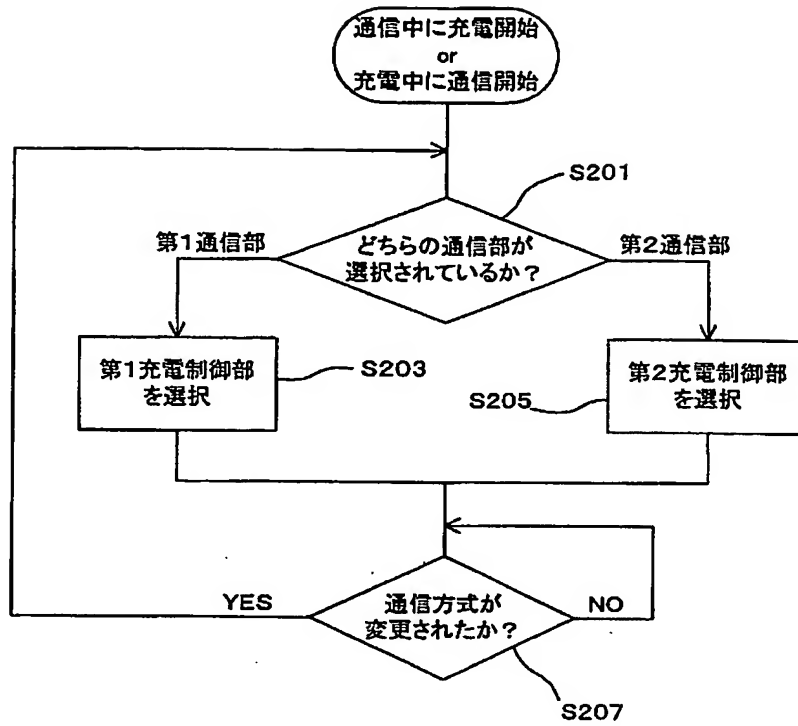 通信中に充電開始
or
充電中に通信開始
S201
第1通信部
どちらの通信部が
選択されているか?
第2通信部
第1充電制御部
を選択
S203
第2充電制御部
を選択
S205
YES
通信方式が
変更されたか?
NO
S207